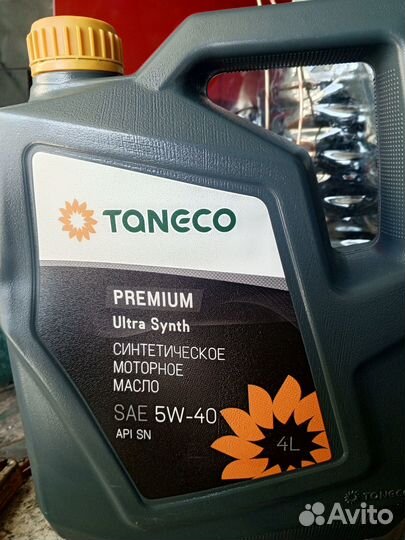 TANECO
PREMIUM
Ultra Synth
СИНТЕТИЧЕСКОЕ
МОТОРНОЕ
МАСЛО
SAE 5W-40
API SN
4L
TANECO
Avito